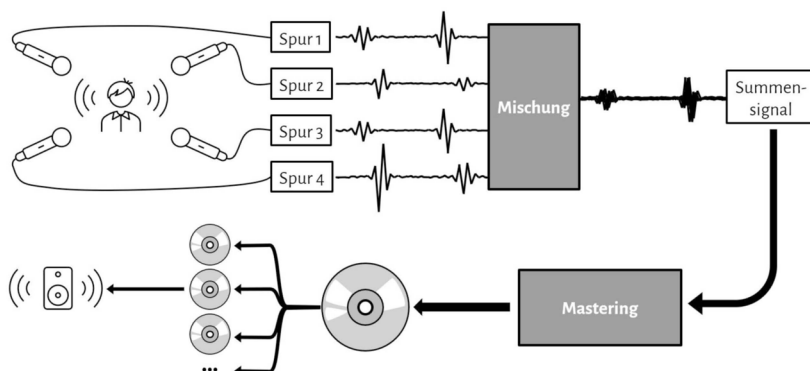 Spur 1
Spur 2
Spur 3
Spur 4
Mischung
Summen-
signal
Mastering
...